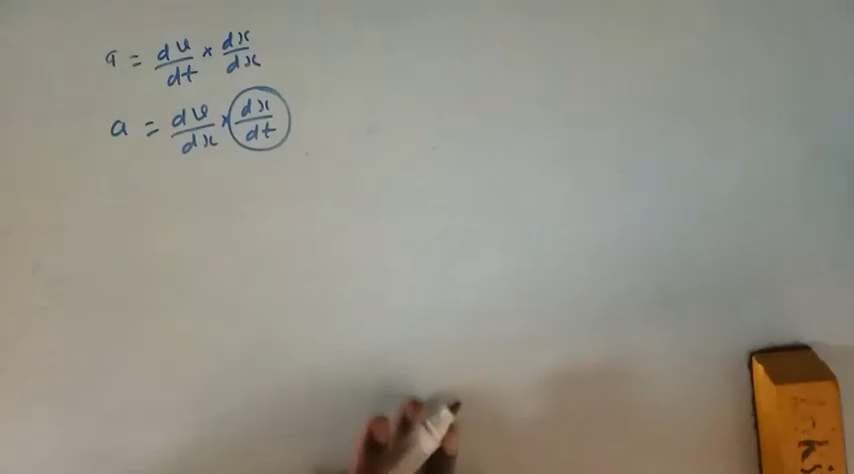 a = dv/dt × dx/dx
a = dv/dx × dx/dt